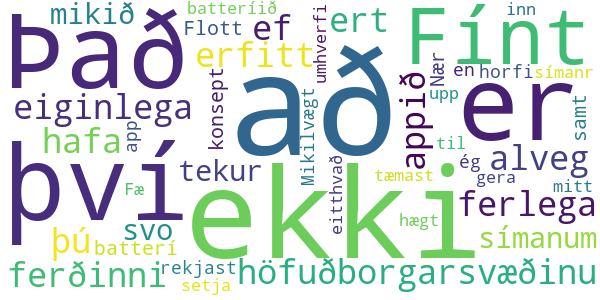 mikið
batteríið
Flott
ef
erfitt
ert
umhverfi
Fínt
inn
Það
að
er
Nær
en
horfi
símanr
eiginlega
konsept
appið
upp
samt
hafa
app
Mikilvægt
til
því
ekki
tekur
eitthvað
tæmast
ég
gera
alveg
mitt
Fæ
hægt
ferlega
þú
svo
batterí
símanum
ferðinni
rekjast
setja
höfuðborgarsvæðinu